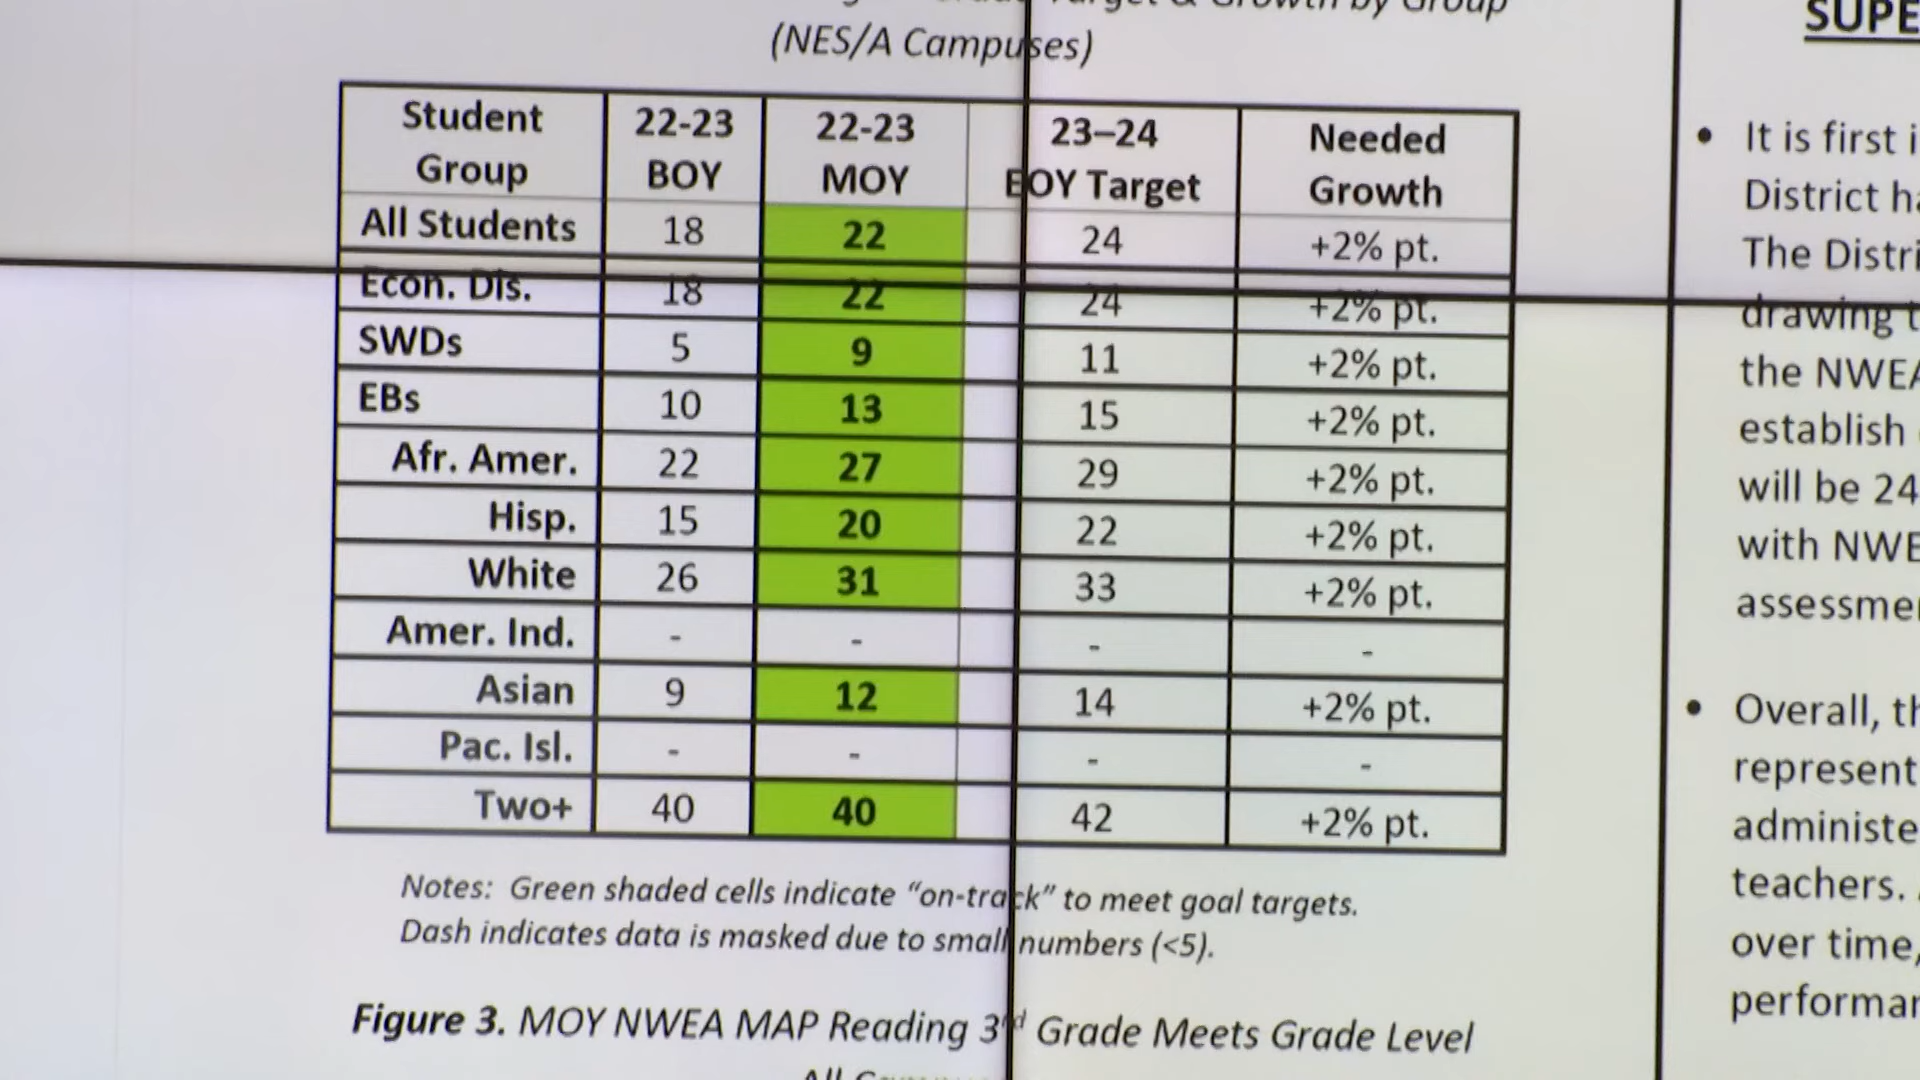 Target & Growth by Group
(NES/A Campuses)
Student Group 22-23 BOY 22-23 MOY 23–24 EOY Target Needed Growth
All Students 18 22 24 +2% pt.
Econ. Dis. 18 22 24 +2% pt.
SWDs 5 9 11 +2% pt.
EBs 10 13 15 +2% pt.
Afr. Amer. 22 27 29 +2% pt.
Hisp. 15 20 22 +2% pt.
White 26 31 33 +2% pt.
Amer. Ind. - - - -
Asian 9 12 14 +2% pt.
Pac. Isl. - - - -
Two+ 40 40 42 +2% pt.
Notes: Green shaded cells indicate “on-track” to meet goal targets.
Dash indicates data is masked due to small numbers (<5).
Figure 3. MOY NWEA MAP Reading 3rd Grade Meets Grade Level
SUPE
• It is first i
District ha
The Distri
drawing t
the NWEA
establish
will be 24
with NWE
assessme
• Overall, th
represent
administe
teachers.
over time,
performan